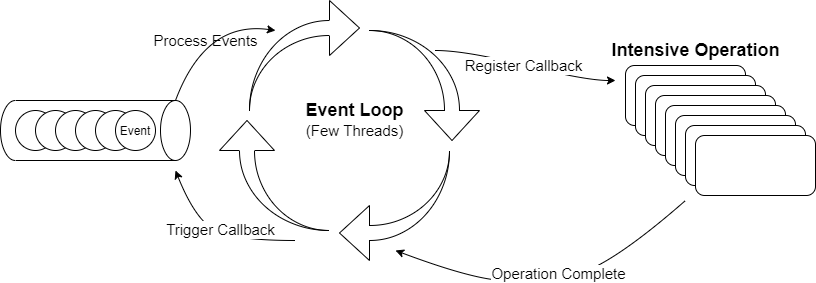 Process Events
Intensive Operation
Register Callback
Event Loop
(Few Threads)
Event
Trigger Callback
Operation Complete